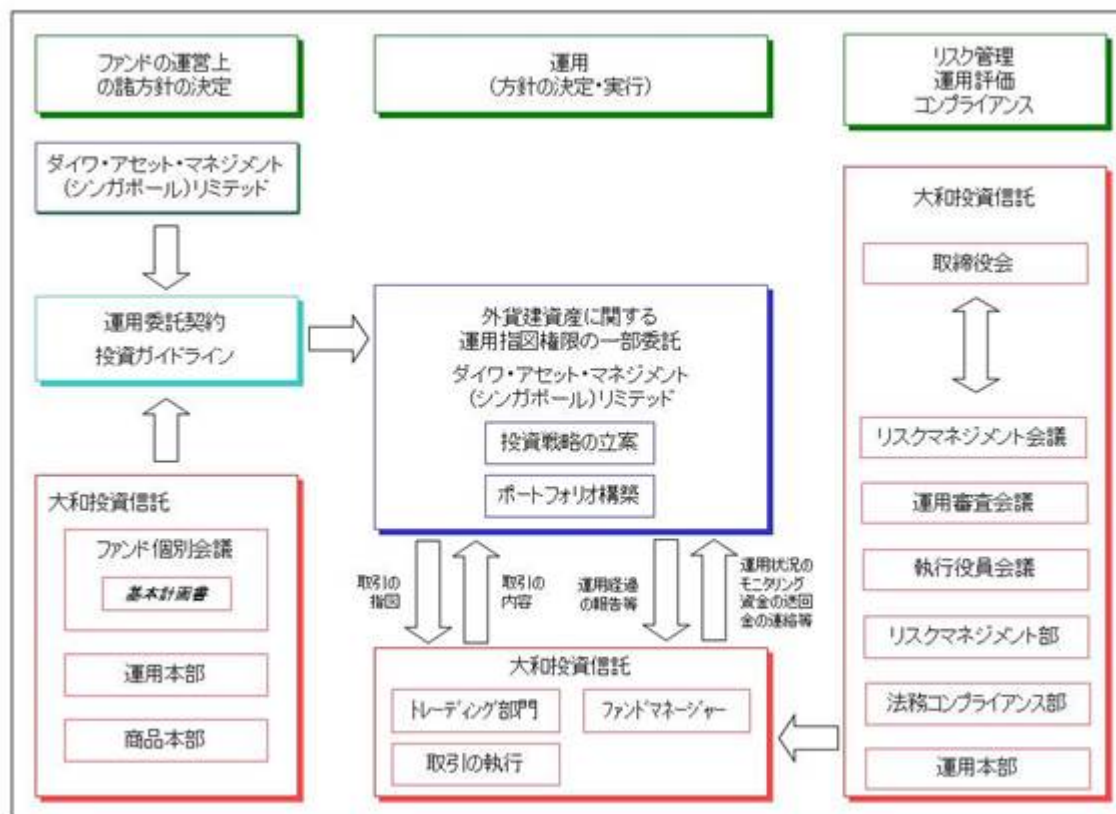 ファンドの運営上
の諸方針の決定
運用
(方針の決定・実行)
リスク管理
運用評価
コンプライアンス
ダイワ・アセット・マネジメント
(シンガポール)リミテッド
運用委託契約
投資ガイドライン
大和投資信託
ファンド個別会議
基本計画書
運用本部
商品本部
外貨建資産に関する
運用指図権限の一部委託
ダイワ・アセット・マネジメント
(シンガポール)リミテッド
投資戦略の立案
ポートフォリオ構築
取引の
指図
取引の
内容
運用経過
の報告等
運用状況の
モニタリング
資金の送回
金の連絡等
大和投資信託
トレーディング部門
ファンドマネージャー
取引の執行
大和投資信託
取締役会
リスクマネジメント会議
運用審査会議
執行役員会議
リスクマネジメント部
法務コンプライアンス部
運用本部